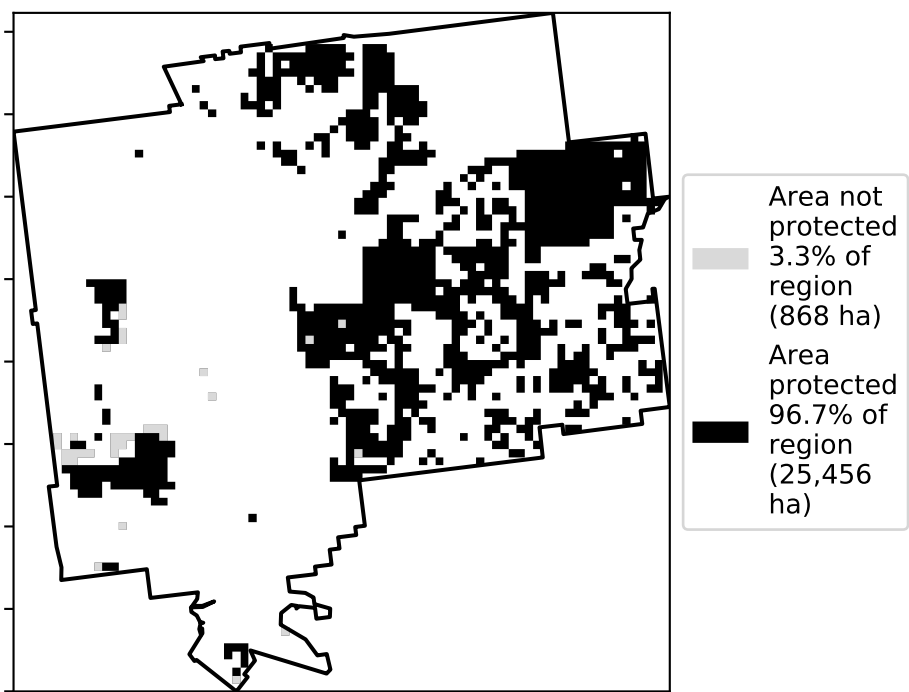 Area not
protected
3.3% of
region
(868 ha)
Area
protected
96.7% of
region
(25,456
ha)